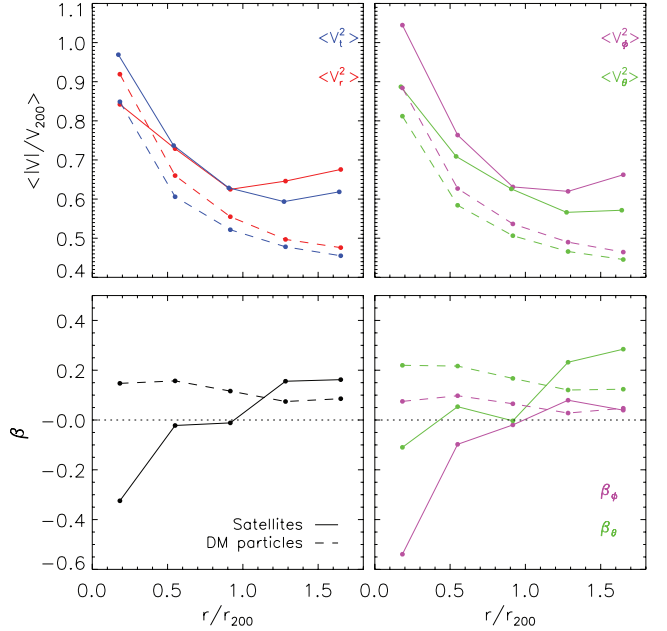 1.1
1.0
0.9
0.8
0.7
0.6
0.5
0.4
<|V|/V₂₀₀>
<V_t^2>
<V_r^2>
<V_ϕ^2>
<V_θ^2>
0.4
0.2
-0.0
-0.2
-0.4
-0.6
β
Satellites
DM particles
β_ϕ
β_θ
0.0 0.5 1.0 1.5
0.0 0.5 1.0 1.5
r/r₂₀₀
r/r₂₀₀